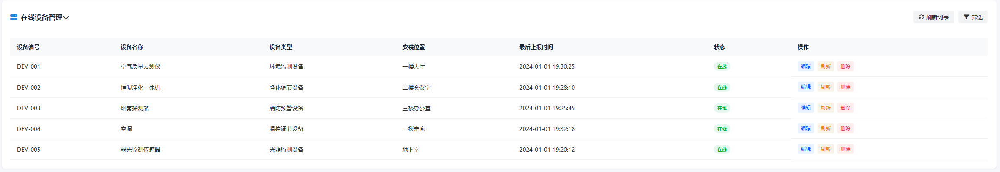 在线设备管理 刷新列表 筛选
设备编号 设备名称 设备类型 安装位置 最后上报时间 状态 操作
DEV-001 空气质量云测仪 环境监测设备 一楼大厅 2024-01-01 19:30:25 在线 编辑 刷新 删除
DEV-002 恒湿净化一体机 净化调节设备 二楼会议室 2024-01-01 19:28:10 在线 编辑 刷新 删除
DEV-003 烟雾探测器 消防预警设备 三楼办公室 2024-01-01 19:25:45 在线 编辑 刷新 删除
DEV-004 空调 温控调节设备 一楼走廊 2024-01-01 19:32:18 在线 编辑 刷新 删除
DEV-005 弱光监测传感器 光照监测设备 地下室 2024-01-01 19:20:12 在线 编辑 刷新 删除